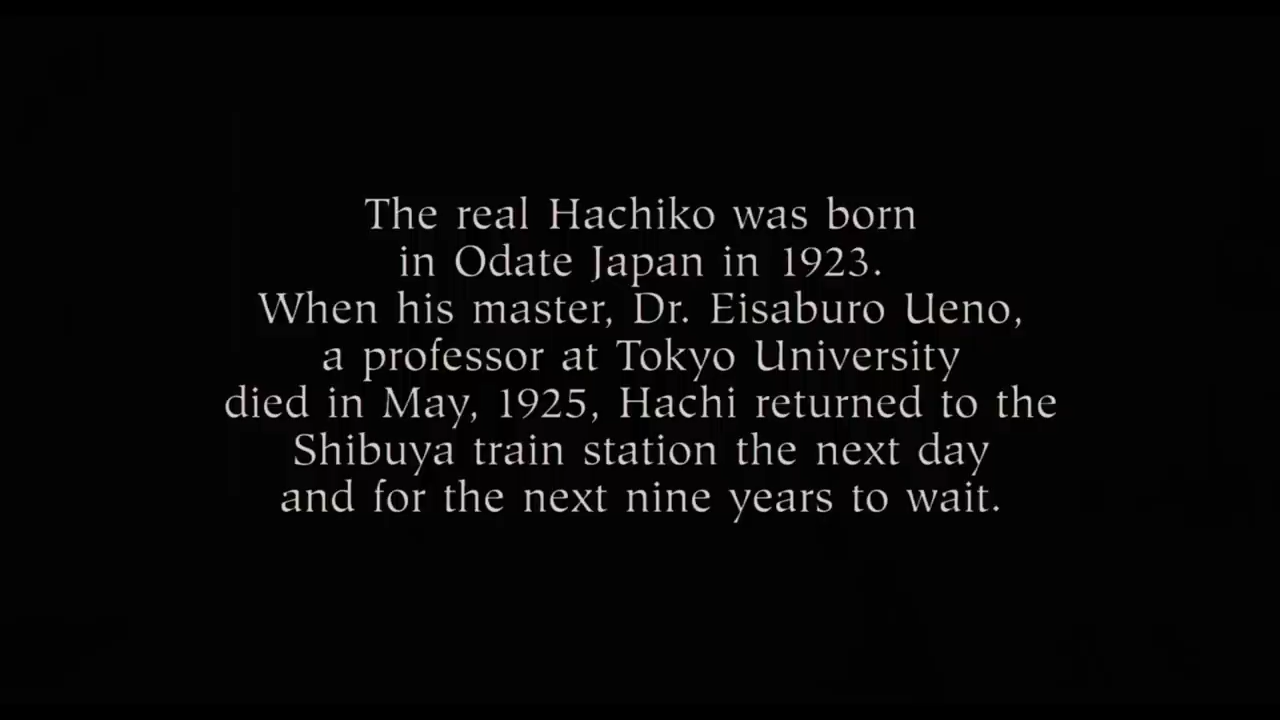 The real Hachiko was born
in Odate Japan in 1923.
When his master, Dr. Eisaburo Ueno,
a professor at Tokyo University
died in May, 1925, Hachi returned to the
Shibuya train station the next day
and for the next nine years to wait.